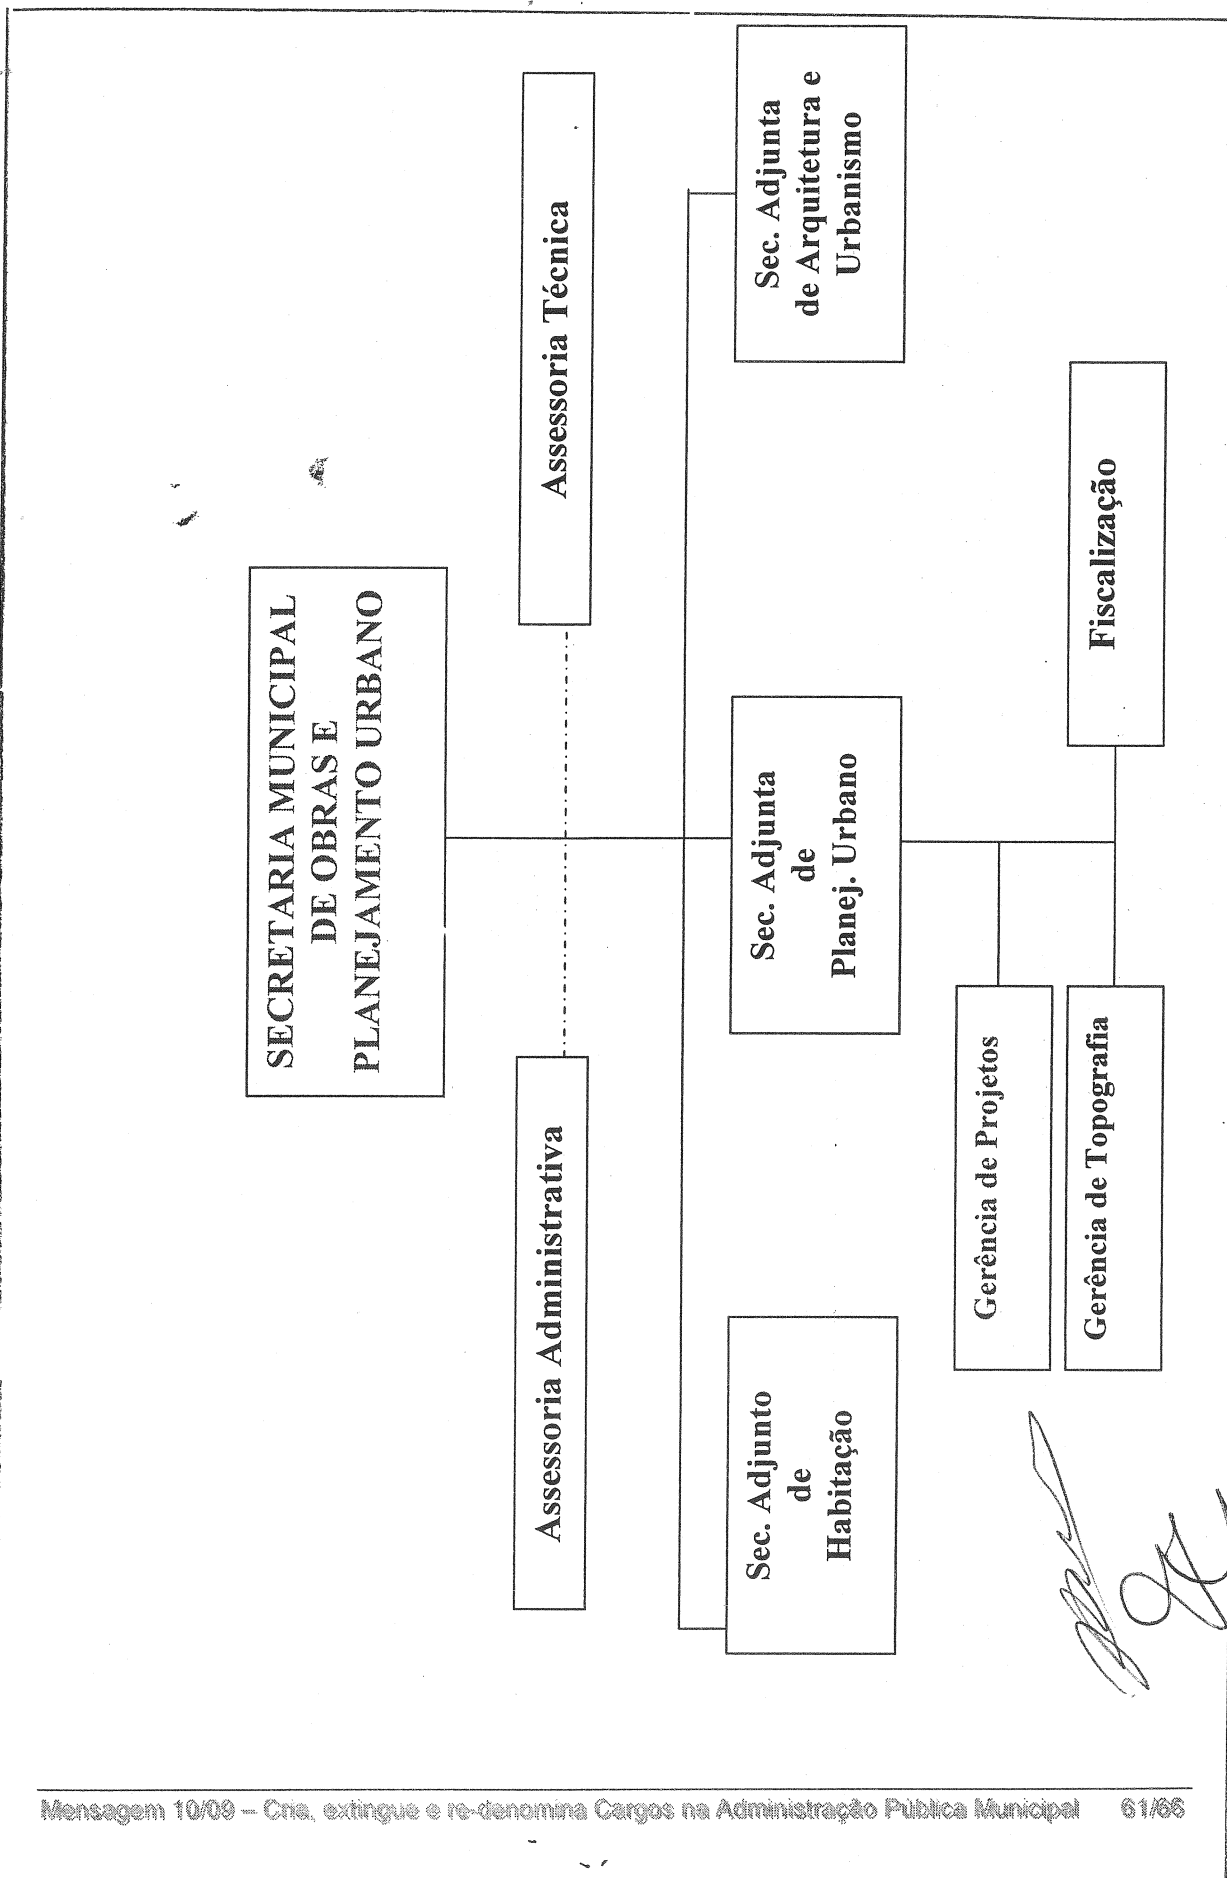 SECRETARIA MUNICIPAL
DE OBRAS E
PLANEJAMENTO URBANO
Assessoria Administrativa
Assessoria Técnica
Sec. Adjunto
de
Habitação
Sec. Adjunta
de
Planej. Urbano
Sec. Adjunta
de Arquitetura e
Urbanismo
Gerência de Projetos
Gerência de Topografia
Fiscalização
Mensagem 10/09 – Cria, extingue e re-denomina Cargos na Administração Pública Municipal 61/66